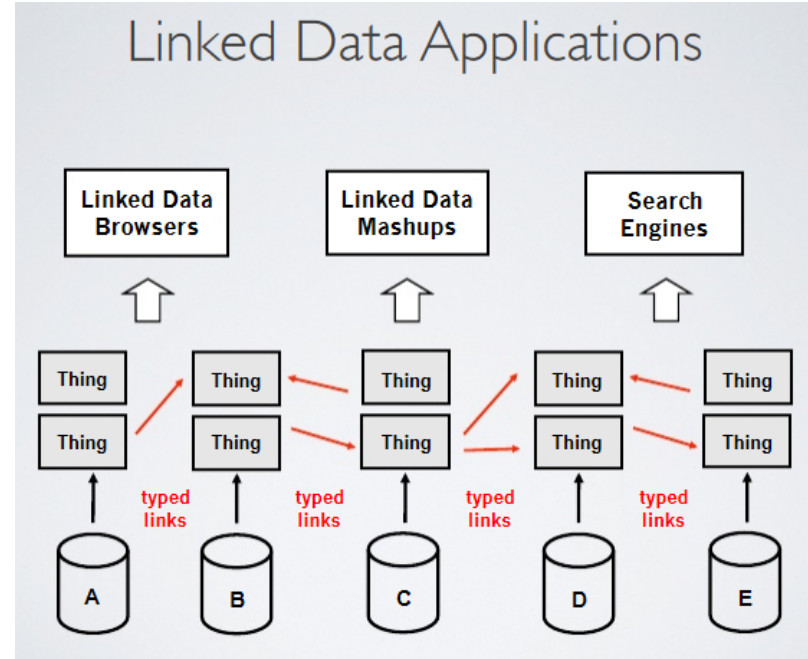 Linked Data Applications
Linked Data
Browsers
Linked Data
Mashups
Search
Engines
Thing
Thing
Thing
Thing
Thing
Thing
Thing
Thing
Thing
Thing
typed
links
typed
links
typed
links
typed
links
A
B
C
D
E